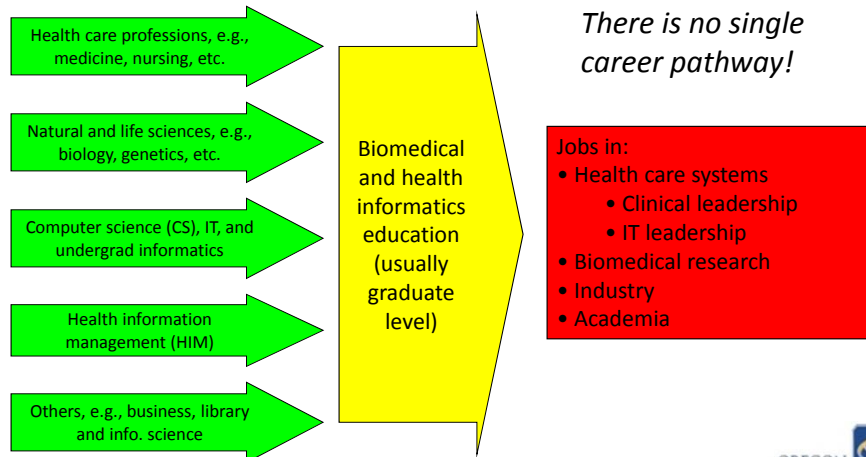 There is no single
career pathway!
Health care professions, e.g.,
medicine, nursing, etc.
Natural and life sciences, e.g.,
biology, genetics, etc.
Computer science (CS), IT, and
undergrad informatics
Health information
management (HIM)
Others, e.g., business, library
and info. science
Biomedical
and health
informatics
education
(usually
graduate
level)
Jobs in:
• Health care systems
• Clinical leadership
• IT leadership
• Biomedical research
• Industry
• Academia